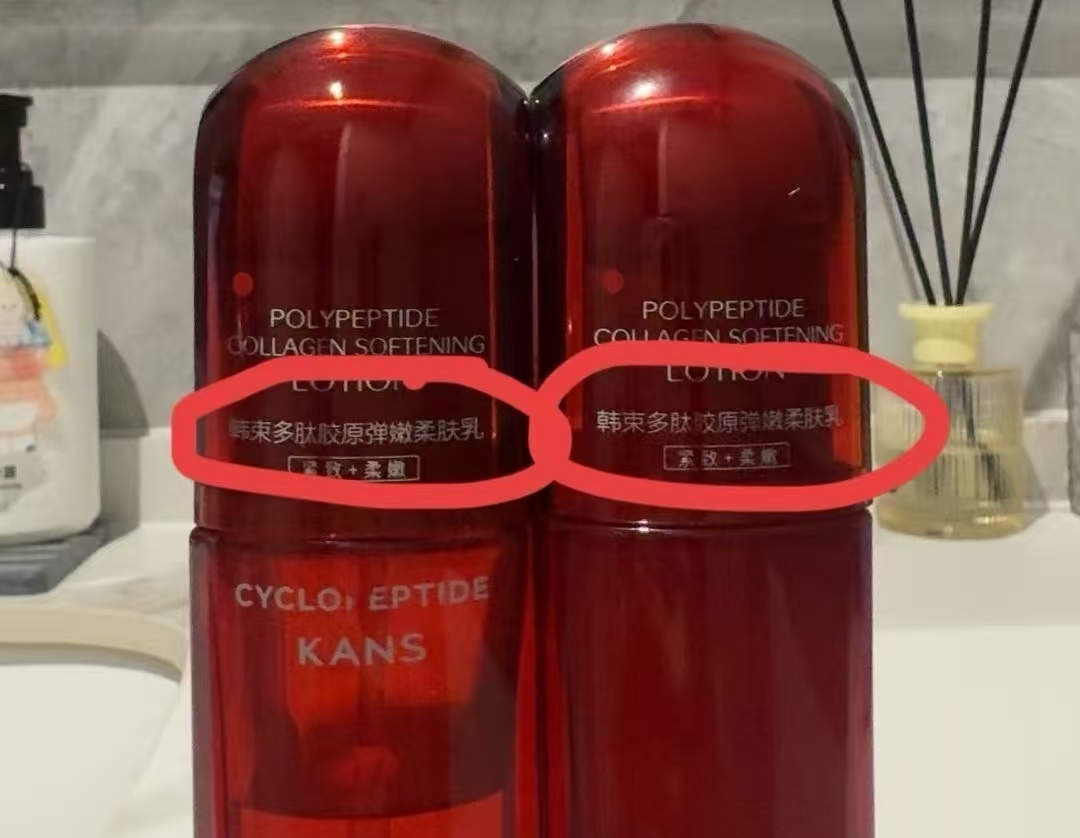 POLYPEPTIDE
COLLAGEN SOFTENING
LOTION
韩束多肽胶原弹嫩柔肤乳
紧致+柔嫩
CYCLOPEPTIDE
KANS
POLYPEPTIDE
COLLAGEN SOFTENING
LOTION
韩束多肽胶原弹嫩柔肤乳
紧致+柔嫩